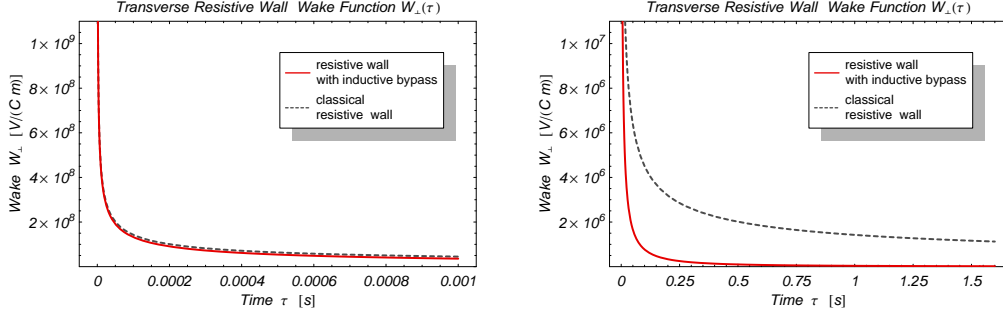 Transverse Resistive Wall Wake Function W⊥(τ)
1×10⁹
8×10⁸
6×10⁸
4×10⁸
2×10⁸
Wake W⊥ [V/(C m)]
resistive wall
with inductive bypass
classical
resistive wall
0 0.0002 0.0004 0.0006 0.0008 0.001
Time τ [s]
Transverse Resistive Wall Wake Function W⊥(τ)
1×10⁷
8×10⁶
6×10⁶
4×10⁶
2×10⁶
Wake W⊥ [V/(C m)]
resistive wall
with inductive bypass
classical
resistive wall
0 0.25 0.5 0.75 1 1.25 1.5
Time τ [s]